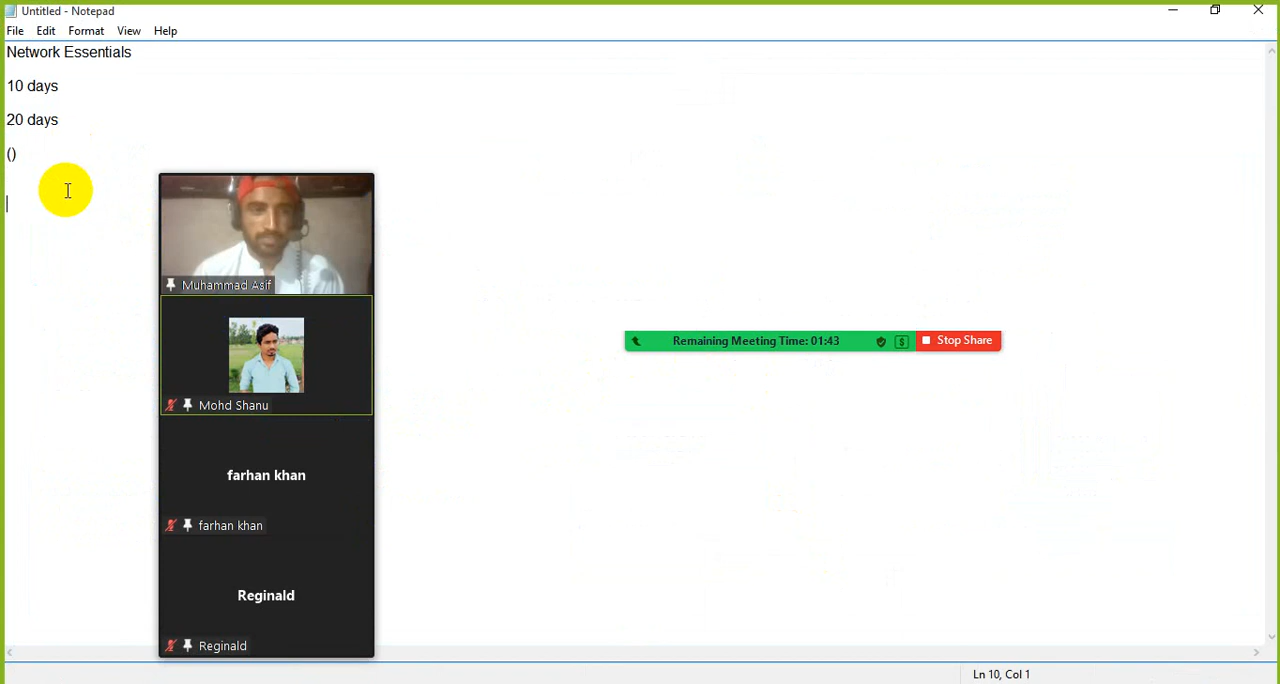 Untitled - Notepad
File Edit Format View Help
Network Essentials
10 days
20 days
()
Muhammad Asif
Mohd Shanu
farhan khan
farhan khan
Reginald
Reginald
Remaining Meeting Time: 01:43 $ Stop Share
Ln 10, Col 1